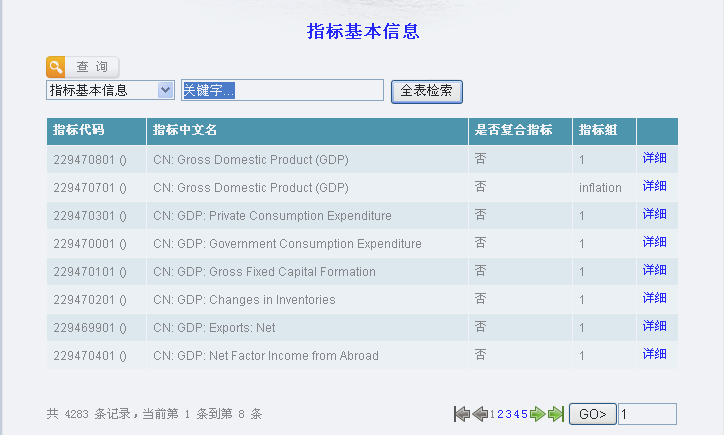 指标基本信息
查 询
指标基本信息 关键字... 全表检索
指标代码 指标中文名 是否复合指标 指标组
229470801 () CN: Gross Domestic Product (GDP) 否 1 详细
229470701 () CN: Gross Domestic Product (GDP) 否 inflation 详细
229470301 () CN: GDP: Private Consumption Expenditure 否 1 详细
229470001 () CN: GDP: Government Consumption Expenditure 否 1 详细
229470101 () CN: GDP: Gross Fixed Capital Formation 否 1 详细
229470201 () CN: GDP: Changes in Inventories 否 1 详细
229469901 () CN: GDP: Exports: Net 否 1 详细
229470401 () CN: GDP: Net Factor Income from Abroad 否 1 详细
共 4283 条记录，当前第 1 条到第 8 条 1 2 3 4 5 GO> 1